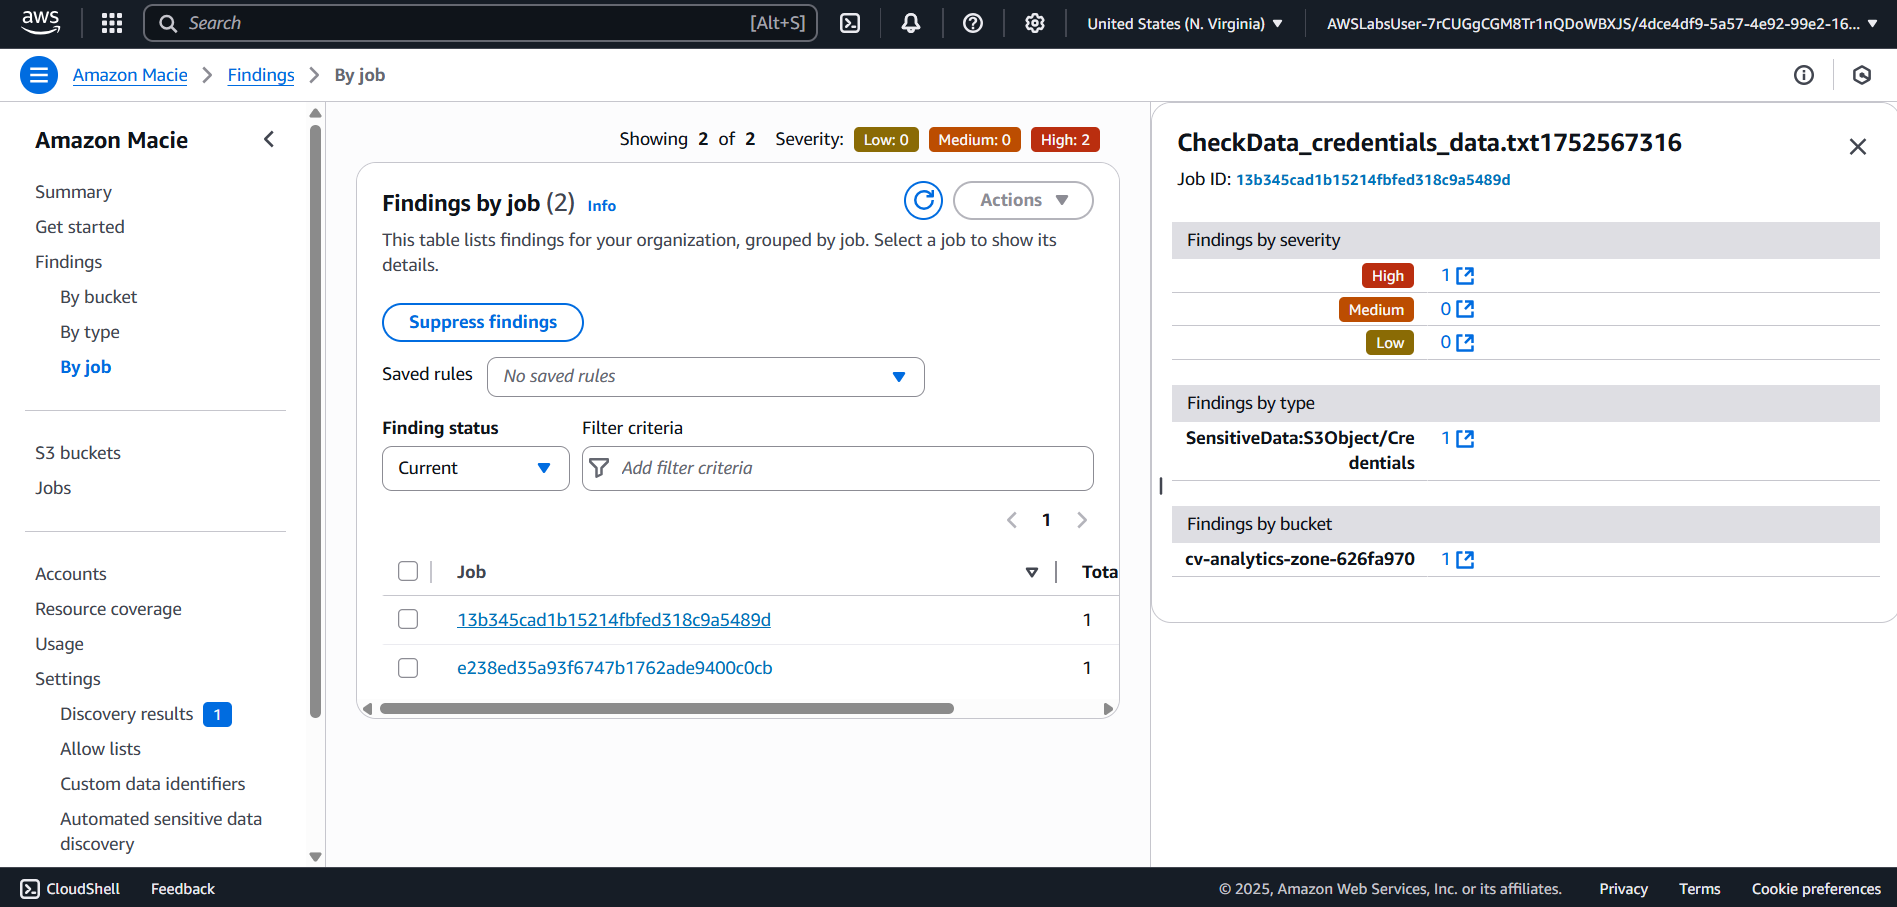 aws
Search [Alt+S]
United States (N. Virginia)
AWSLabsUser-7rCUGgCGM8Tr1nQDoWBXJS/4dce4df9-5a57-4e92-99e2-16...
Amazon Macie
Findings
By job
Amazon Macie
Summary
Get started
Findings
By bucket
By type
By job
S3 buckets
Jobs
Accounts
Resource coverage
Usage
Settings
Discovery results 1
Allow lists
Custom data identifiers
Automated sensitive data
discovery
Showing 2 of 2 Severity: Low: 0 Medium: 0 High: 2
Findings by job (2) Info
Actions
This table lists findings for your organization, grouped by job. Select a job to show its
details.
Suppress findings
Saved rules
No saved rules
Finding status
Filter criteria
Current
Add filter criteria
1
Job
Tota
13b345cad1b15214fbfed318c9a5489d 1
e238ed35a93f6747b1762ade9400c0cb 1
CheckData_credentials_data.txt1752567316
Job ID: 13b345cad1b15214fbfed318c9a5489d
Findings by severity
High 1
Medium 0
Low 0
Findings by type
SensitiveData:S3Object/Cre 1
dentials
Findings by bucket
cv-analytics-zone-626fa970 1
CloudShell
Feedback
© 2025, Amazon Web Services, Inc. or its affiliates.
Privacy
Terms
Cookie preferences